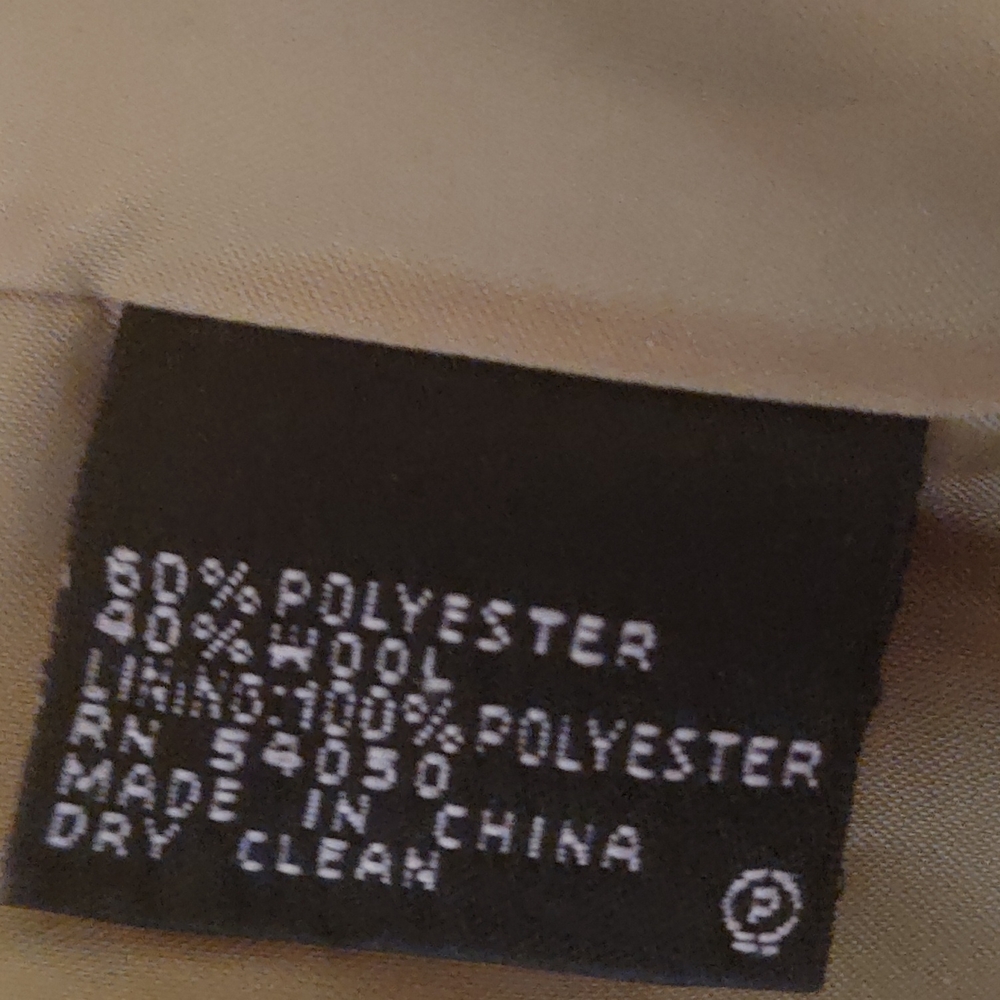 60%POLYESTER
40%WOOL
LINING:100%POLYESTER
RN 54050
MADE IN CHINA
DRY CLEAN
P